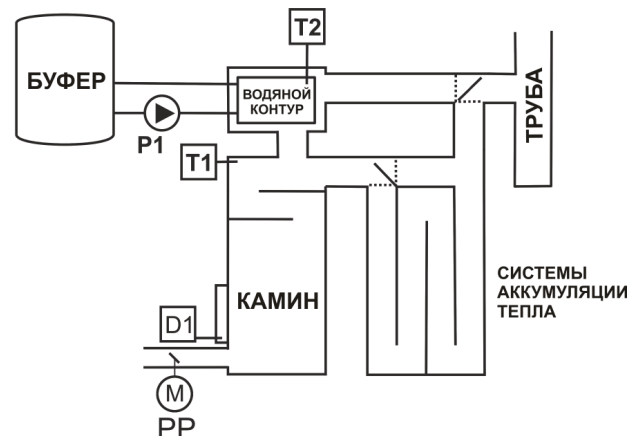 T2
БУФЕР
ВОДЯНОЙ
КОНТУР
ТРУБА
P1
T1
КАМИН
СИСТЕМЫ
АККУМУЛЯЦИИ
ТЕПЛА
D1
M
PP